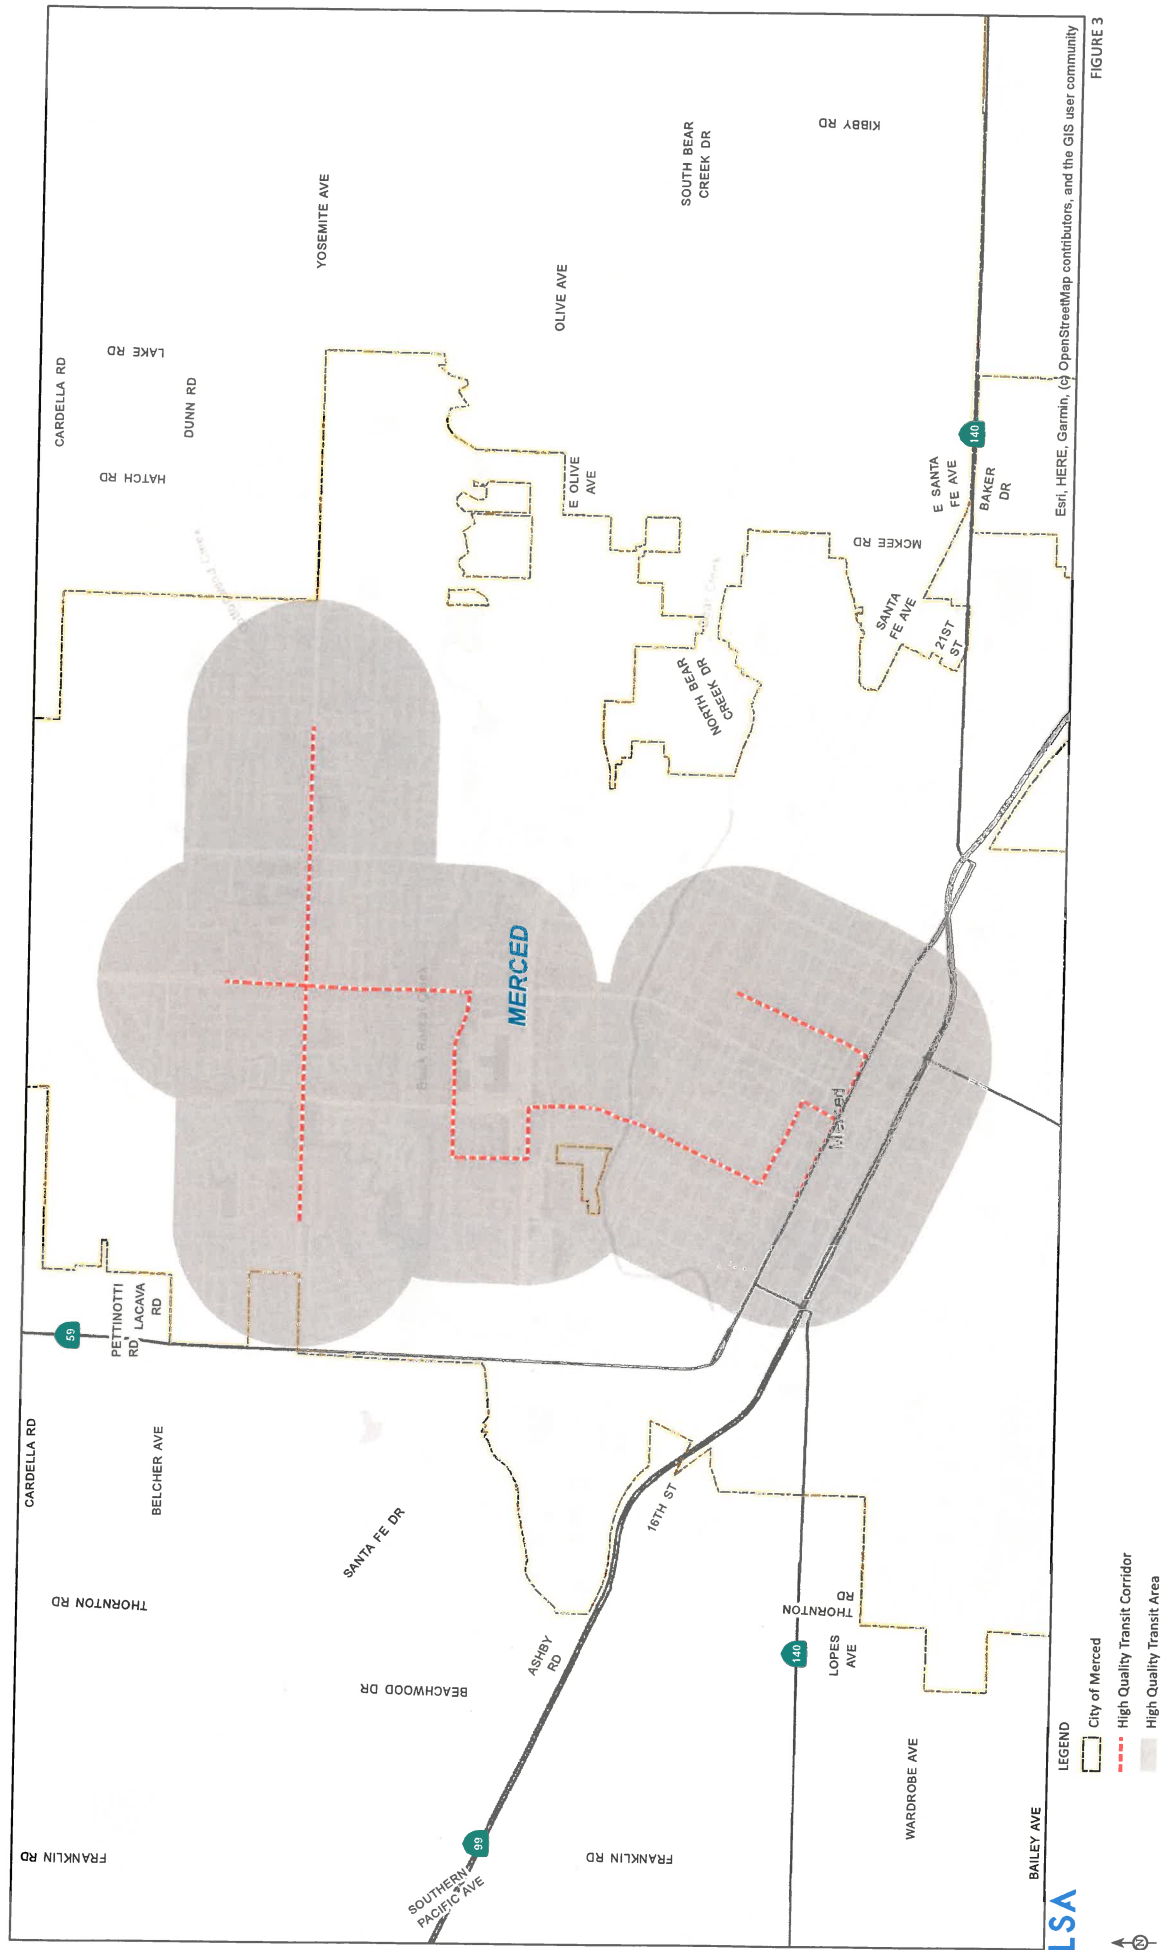 CARDELLA RD
CARDELLA RD
FRANKLIN RD
THORNTON RD
59
PETTINOTTI
RD
LACAVA
RD
BELCHER AVE
HATCH RD
LAKE RD
DUNN RD
YOSEMITE AVE
SANTA FE DR
BEACHWOOD DR
ASHBY
RD
16TH ST
99
SOUTHERN
PACIFIC AVE
FRANKLIN RD
MERCED
Merced
OLIVE AVE
E OLIVE
AVE
NORTH BEAR
CREEK DR
SOUTH BEAR
CREEK DR
KIBBY RD
MCKEE RD
SANTA
FE AVE
21ST
ST
E SANTA
FE AVE
140
BAKER
DR
140
THORNTON
RD
LOPES
AVE
WARDROBE AVE
BAILEY AVE
Esri, HERE, Garmin, (c) OpenStreetMap contributors, and the GIS user community
FIGURE 3
LSA
N
LEGEND
City of Merced
High Quality Transit Corridor
High Quality Transit Area